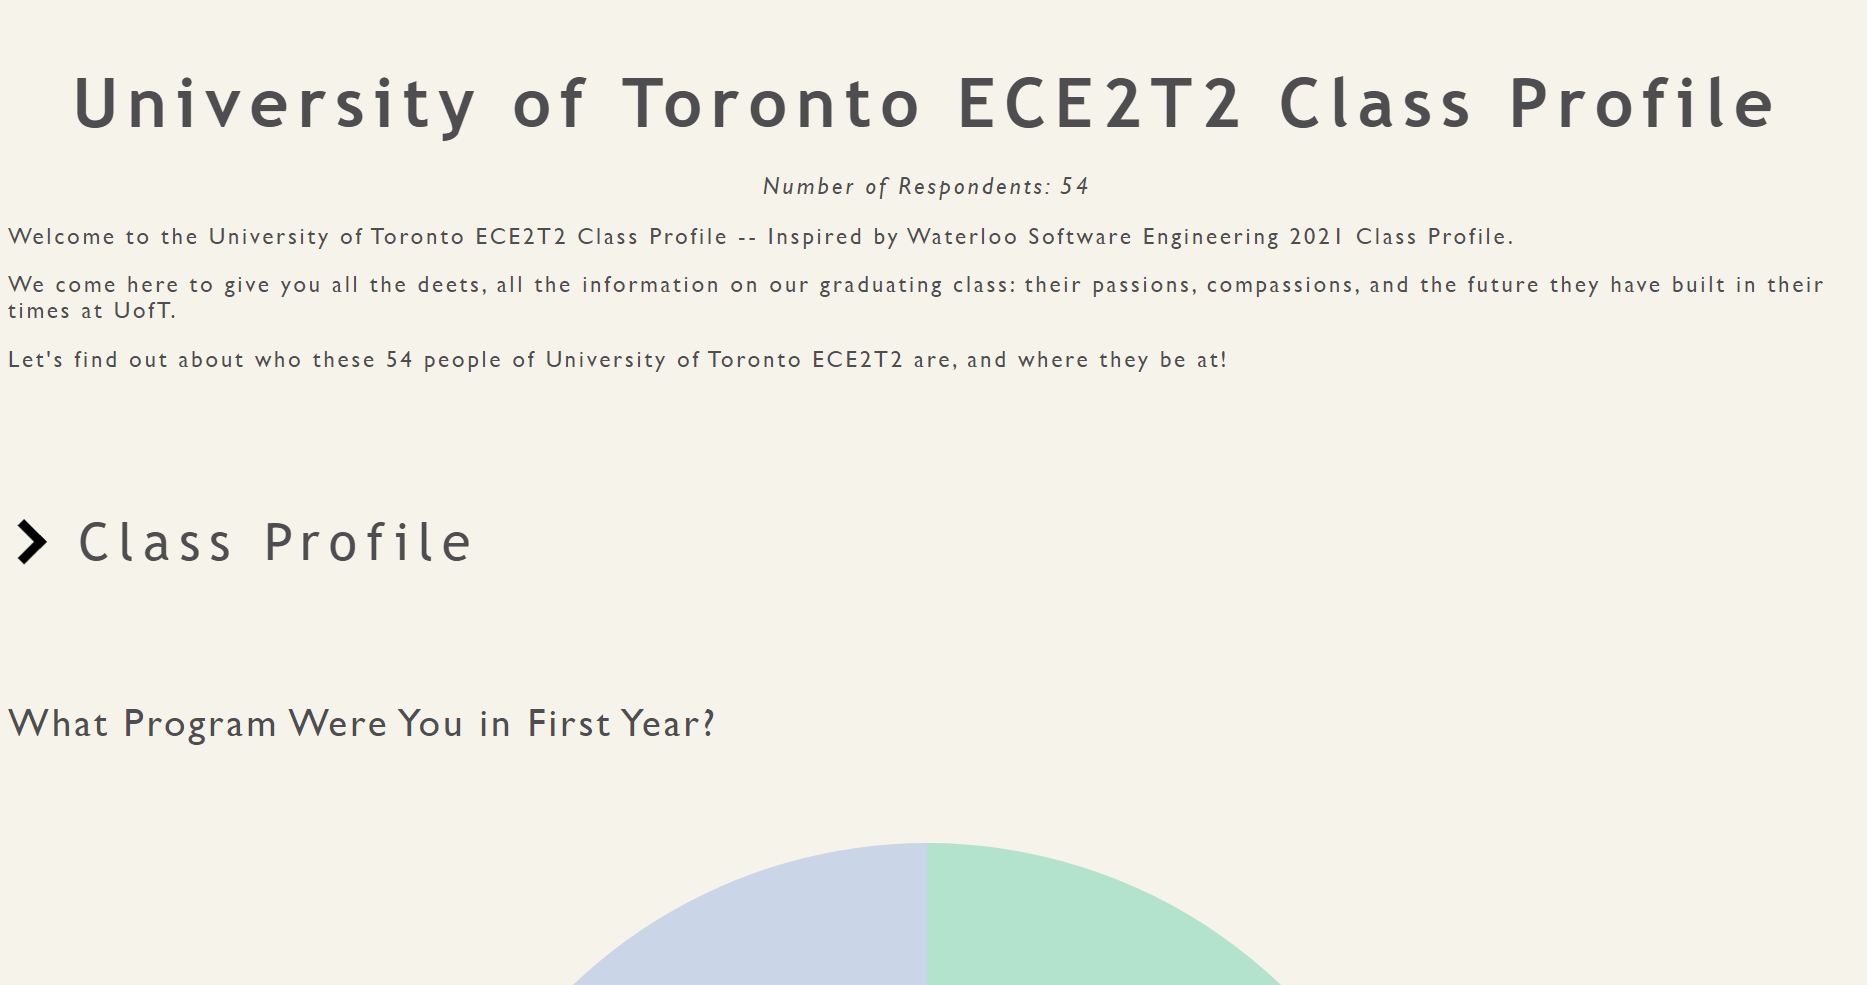 University of Toronto ECE2T2 Class Profile
Number of Respondents: 54
Welcome to the University of Toronto ECE2T2 Class Profile -- Inspired by Waterloo Software Engineering 2021 Class Profile.
We come here to give you all the deets, all the information on our graduating class: their passions, compassions, and the future they have built in their
times at UofT.
Let's find out about who these 54 people of University of Toronto ECE2T2 are, and where they be at!
Class Profile
What Program Were You in First Year?